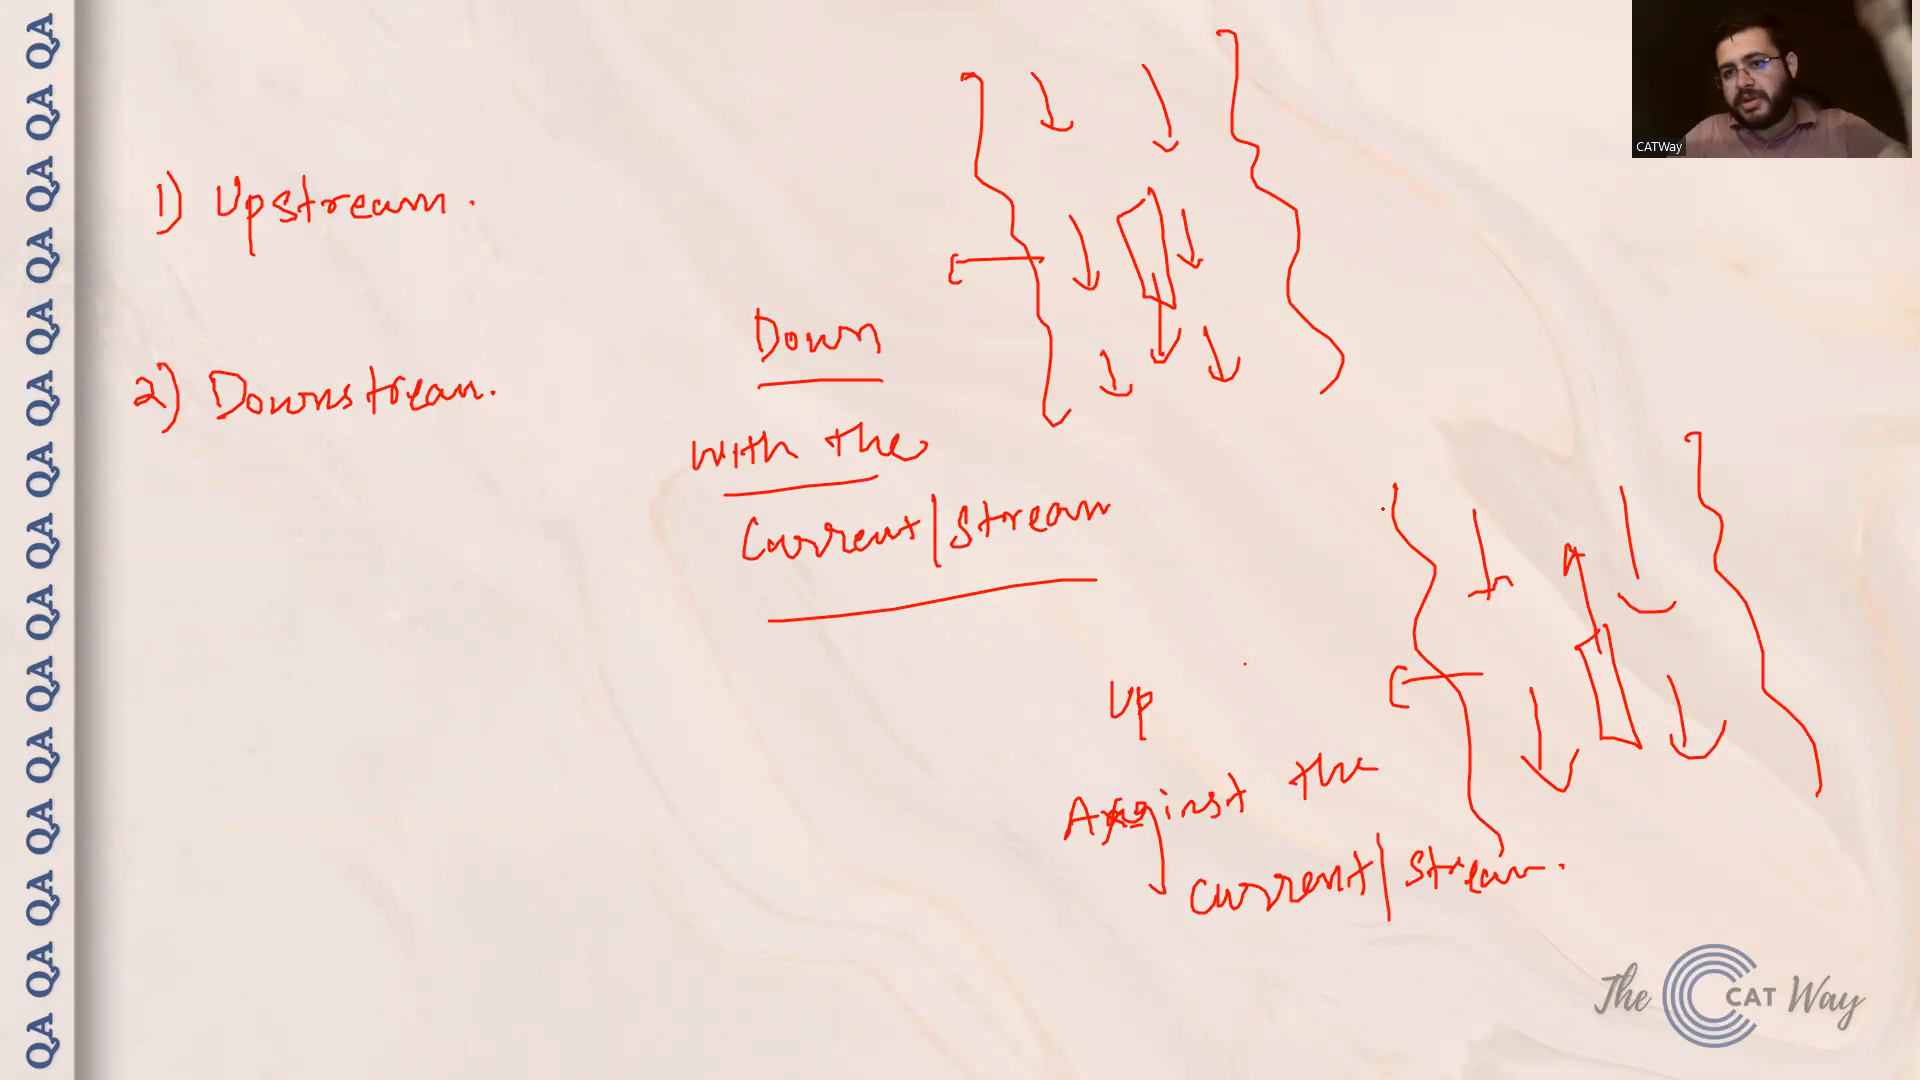 QA QA QA QA QA QA QA QA QA QA QA QA QA QA QA
CATWay
1) Upstream.
2) Downstream.
Down
with the
Current/Stream
Up
Against the
Current/Stream.
The CAT Way